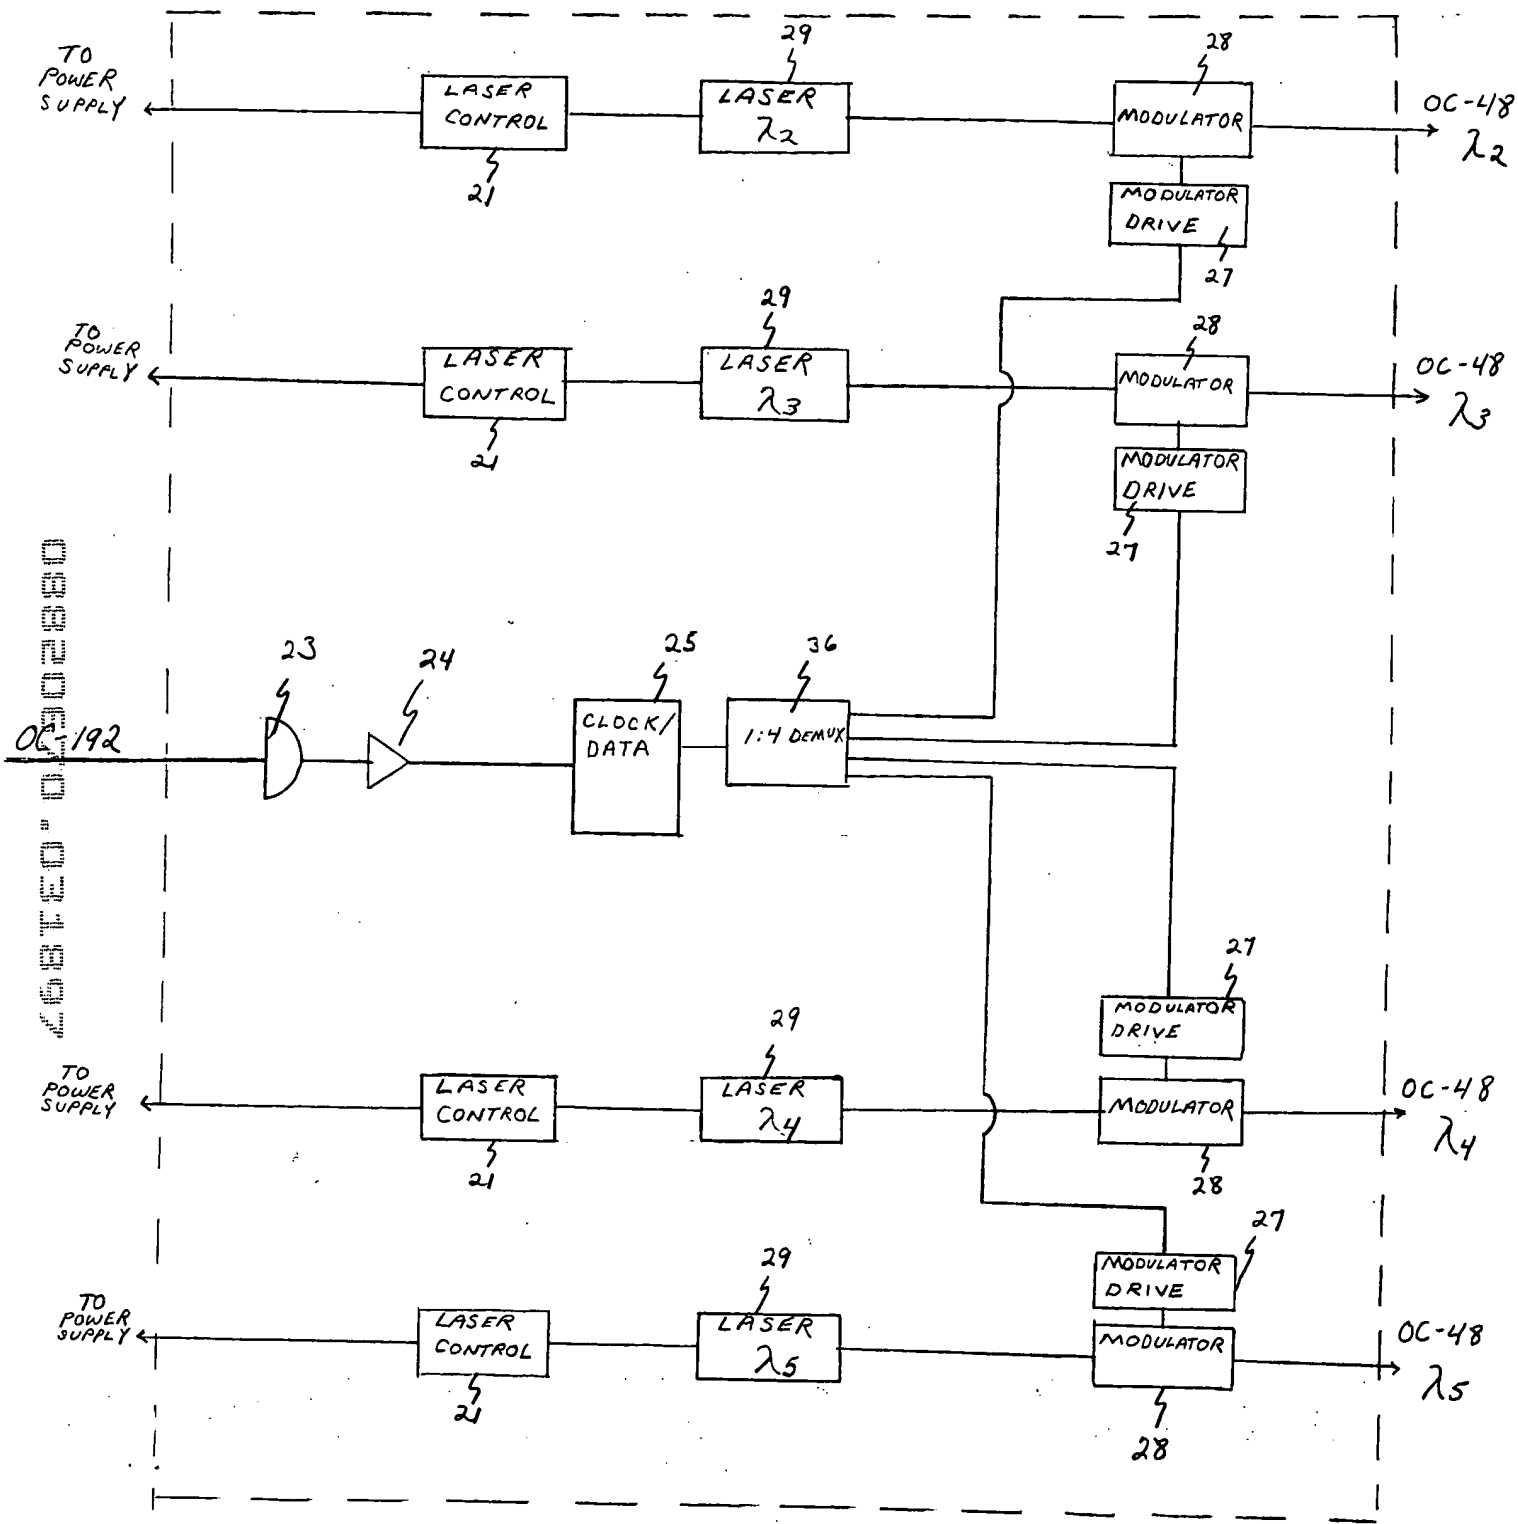 29
28
TO
POWER
SUPPLY
LASER
CONTROL
LASER
λ2
MODULATOR
OC-48
λ2
21
MODULATOR
DRIVE
27
29
28
TO
POWER
SUPPLY
LASER
CONTROL
LASER
λ3
MODULATOR
OC-48
λ3
21
MODULATOR
DRIVE
27
08820670.031897
23
24
25
36
OC-192
CLOCK/
DATA
1:4 DEMUX
27
MODULATOR
DRIVE
29
TO
POWER
SUPPLY
LASER
CONTROL
LASER
λ4
MODULATOR
OC-48
λ4
21
28
27
MODULATOR
DRIVE
29
TO
POWER
SUPPLY
LASER
CONTROL
LASER
λ5
MODULATOR
OC-48
λ5
21
28